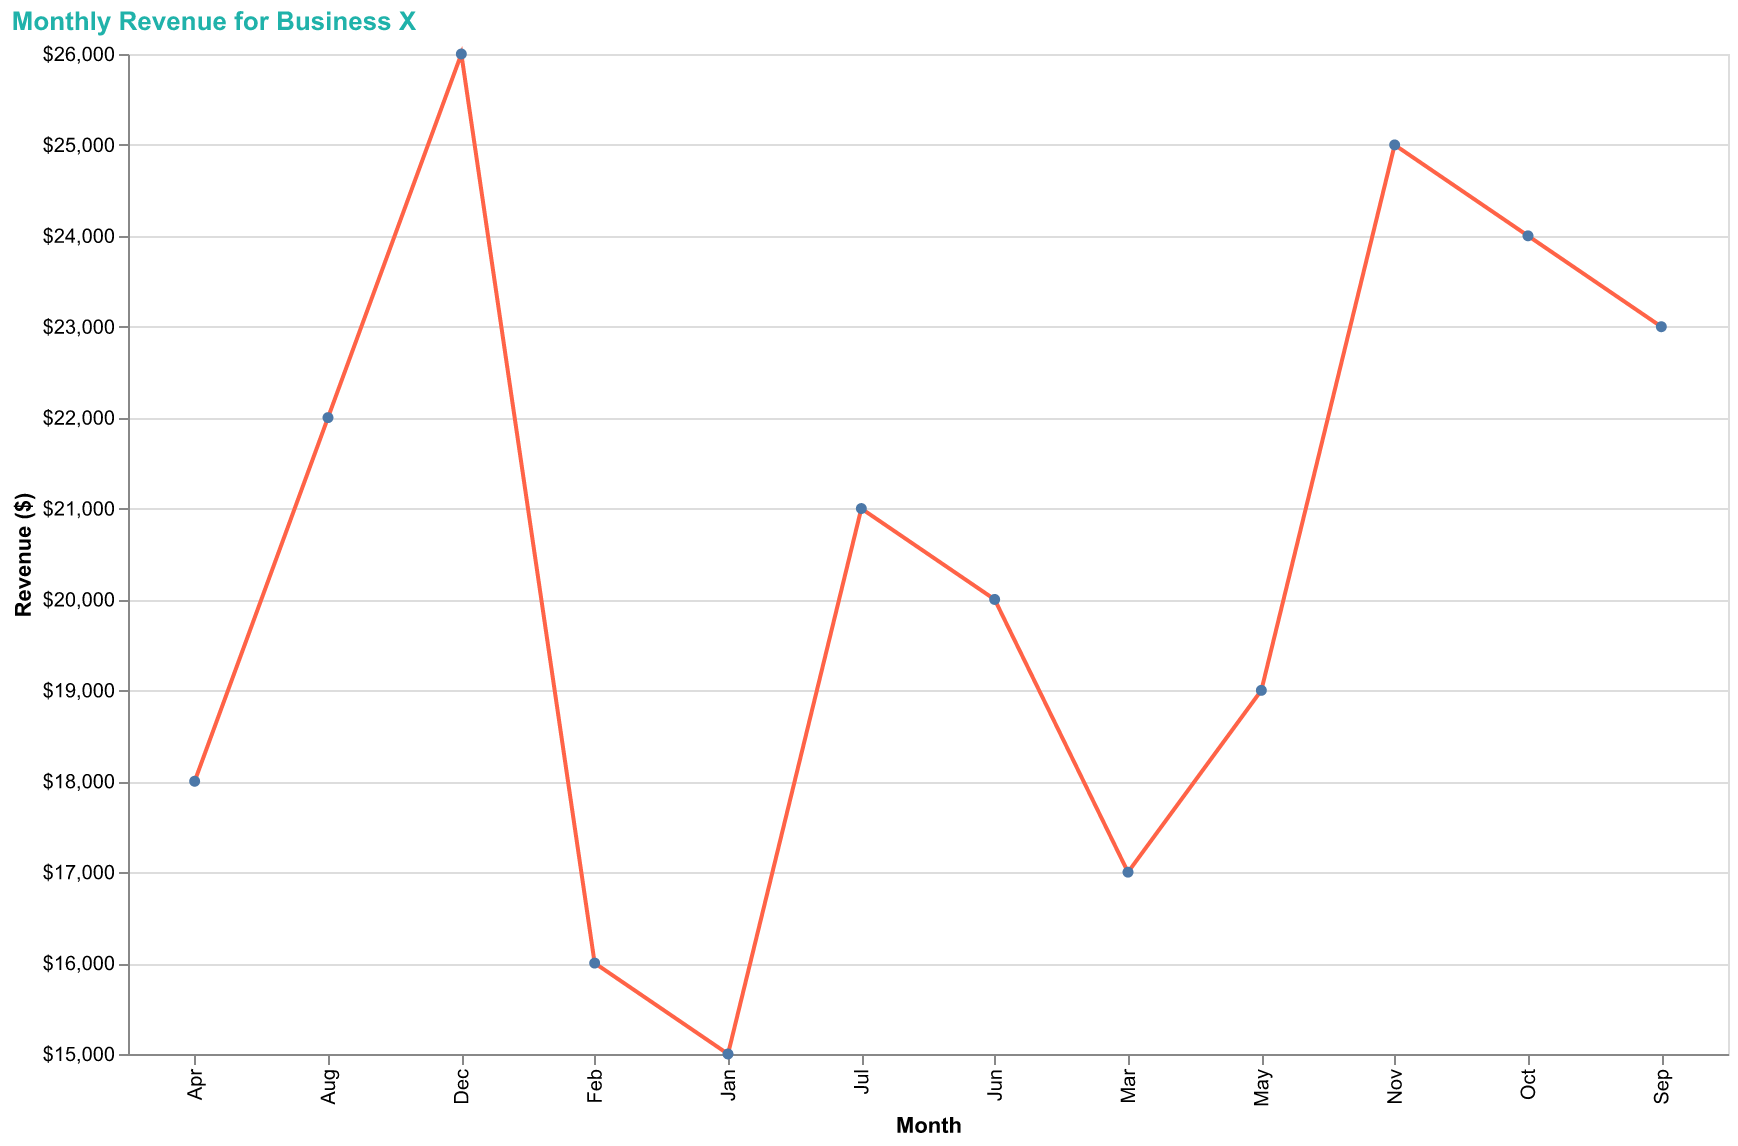 Monthly Revenue for Business X
$26,000
$25,000
$24,000
$23,000
$22,000
$21,000
$20,000
$19,000
$18,000
$17,000
$16,000
$15,000
Revenue ($)
Apr
Aug
Dec
Feb
Jan
Jul
Jun
Mar
May
Nov
Oct
Sep
Month